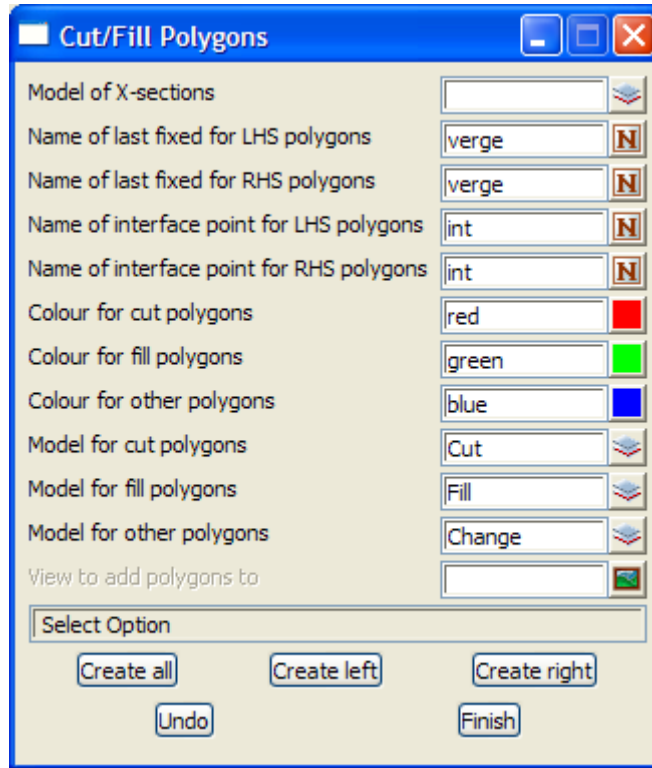 Cut/Fill Polygons
Model of X-sections
Name of last fixed for LHS polygons verge N
Name of last fixed for RHS polygons verge N
Name of interface point for LHS polygons int N
Name of interface point for RHS polygons int N
Colour for cut polygons red
Colour for fill polygons green
Colour for other polygons blue
Model for cut polygons Cut
Model for fill polygons Fill
Model for other polygons Change
View to add polygons to
Select Option
Create all Create left Create right
Undo Finish